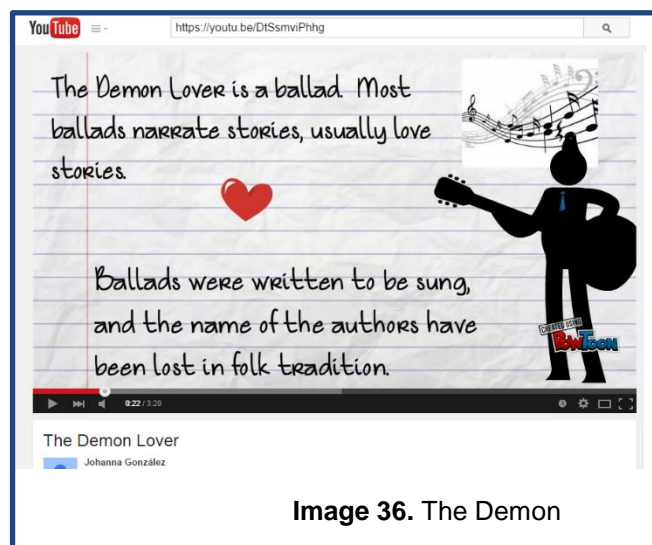 You Tube
https://youtu.be/DtSsmviPhhg
The Demon Lover is a ballad. Most
ballads narrate stories, usually love
stories.
Ballads were written to be sung,
and the name of the authors have
been lost in folk tradition.
CREATED USING
POWTOON
0:22 / 3:20
The Demon Lover
Johanna González
Image 36. The Demon